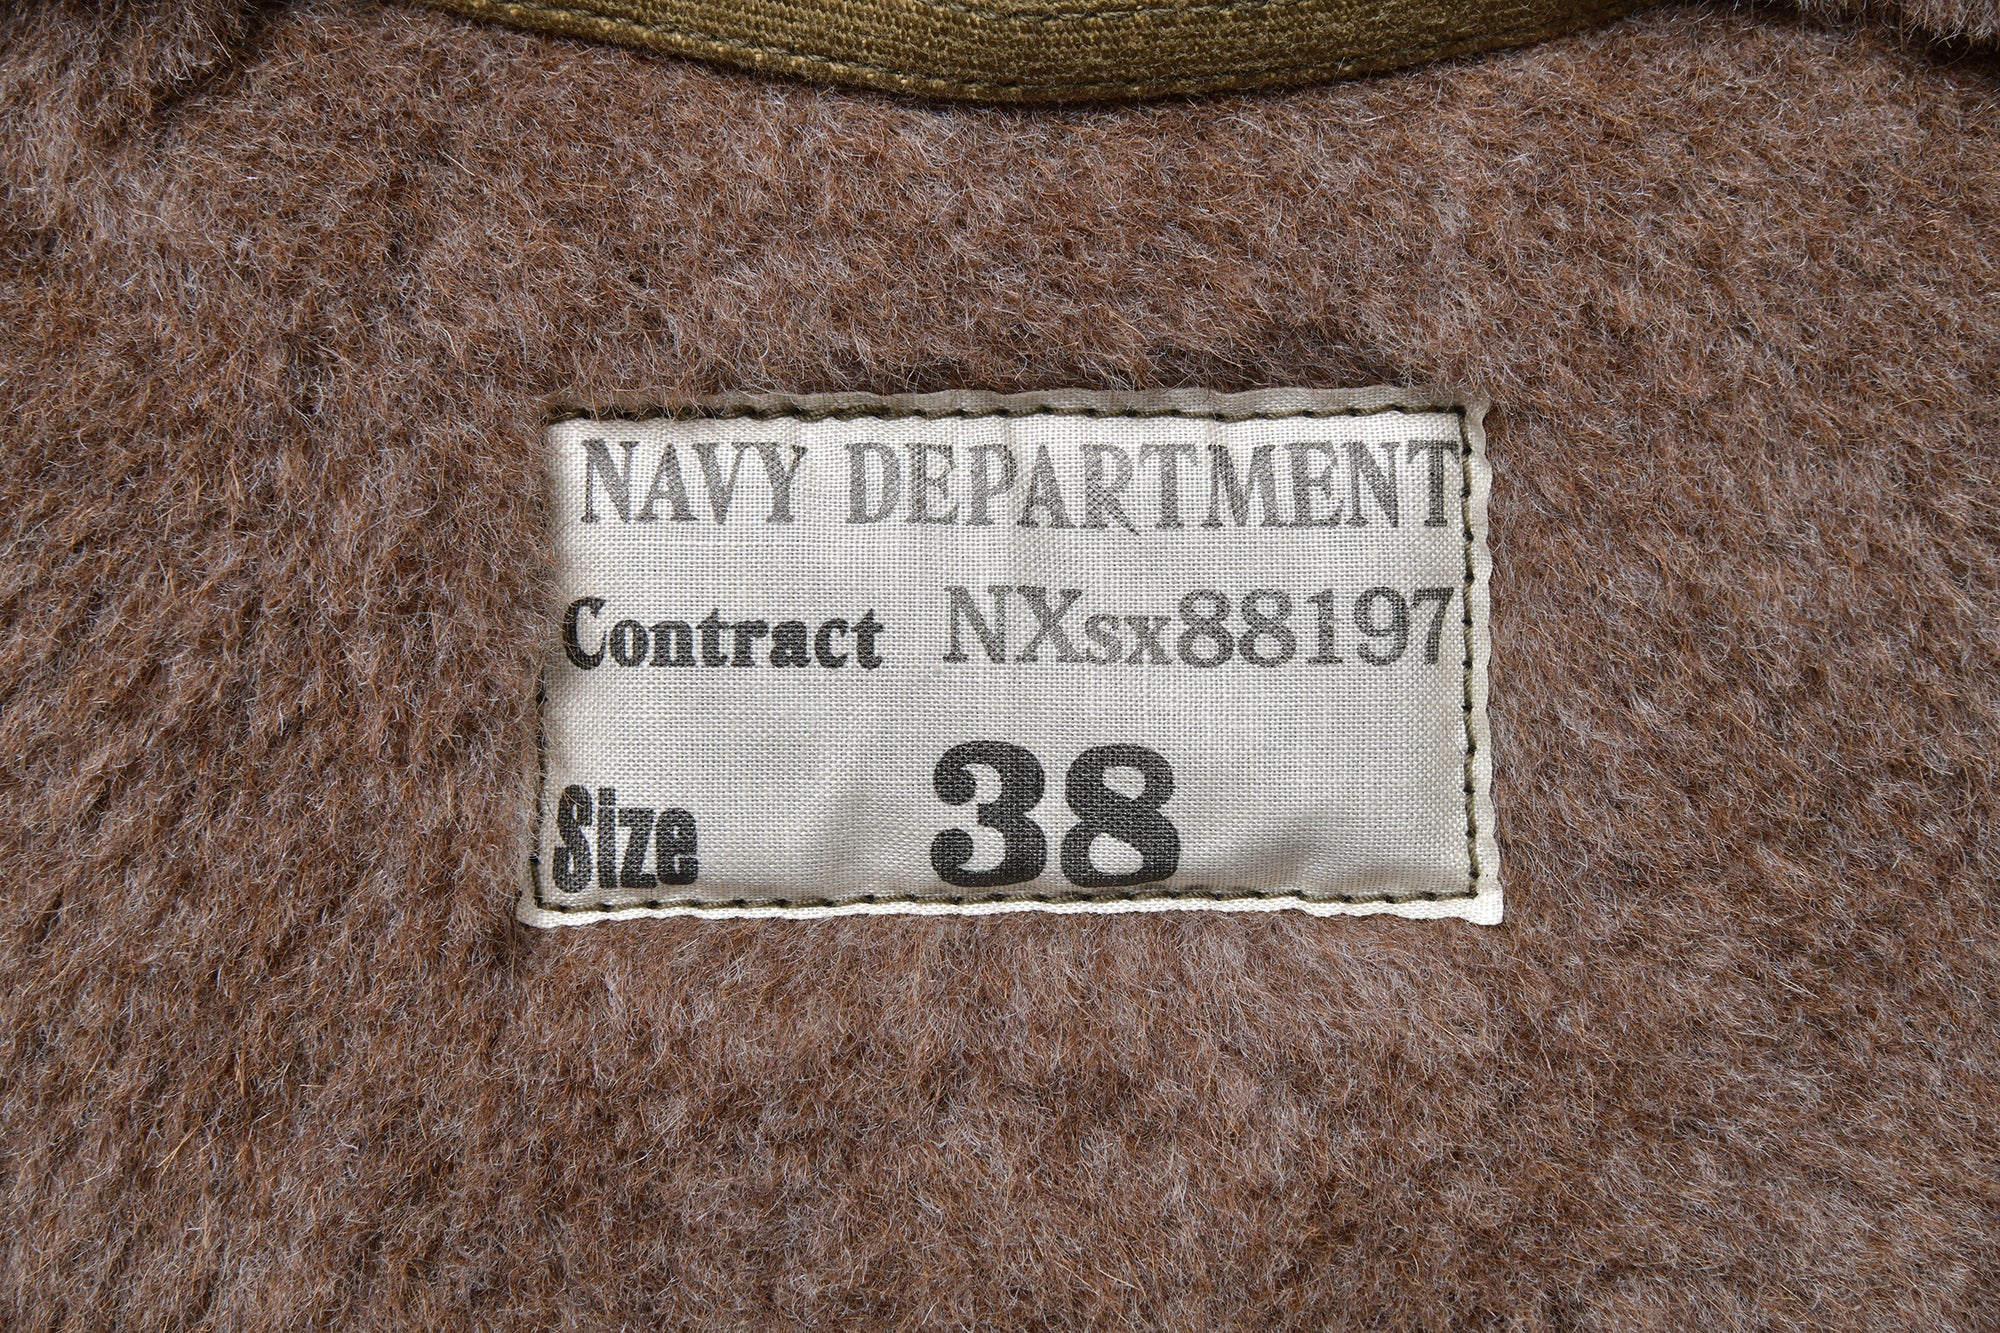 NAVY DEPARTMENT
Contract NXsx88197
Size 38